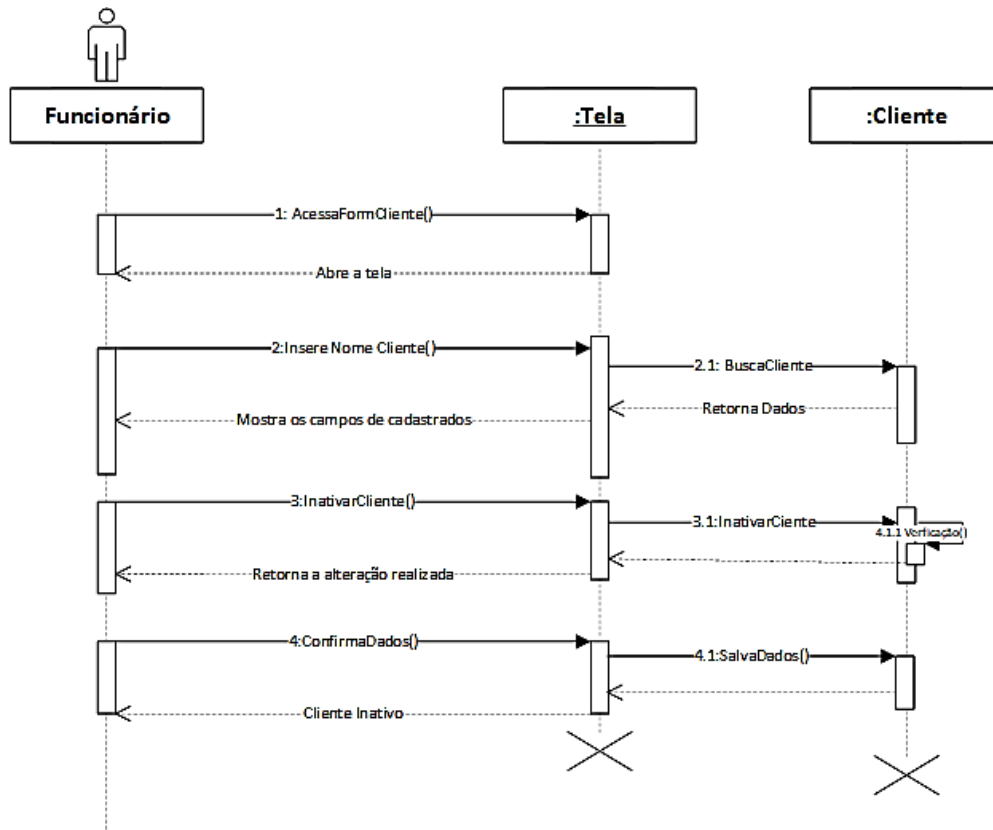 Funcionário
:Tela
:Cliente
1: AcessaFormCliente()
Abre a tela
2:Insere Nome Cliente()
2.1: BuscaCliente
Retorna Dados
Mostra os campos de cadastrados
3:InativarCliente()
3.1:InativarCiente
4.1.1 Verficação()
Retorna a alteração realizada
4:ConfirmaDados()
4.1:SalvaDados()
Cliente Inativo